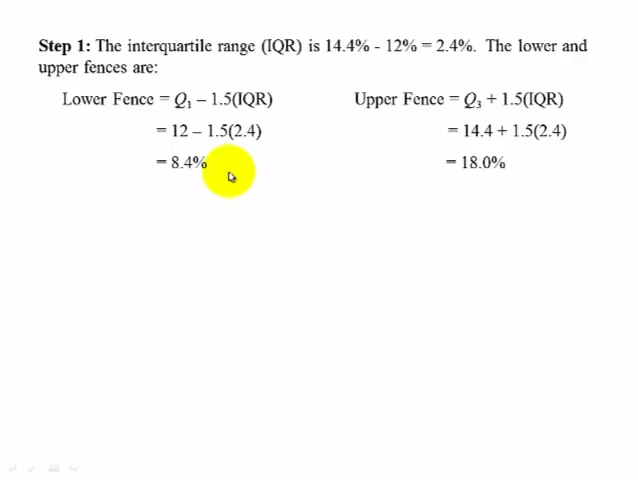 Step 1: The interquartile range (IQR) is 14.4% - 12% = 2.4%. The lower and
upper fences are:
Lower Fence = Q₁ – 1.5(IQR)
= 12 – 1.5(2.4)
= 8.4%
Upper Fence = Q₃ + 1.5(IQR)
= 14.4 + 1.5(2.4)
= 18.0%